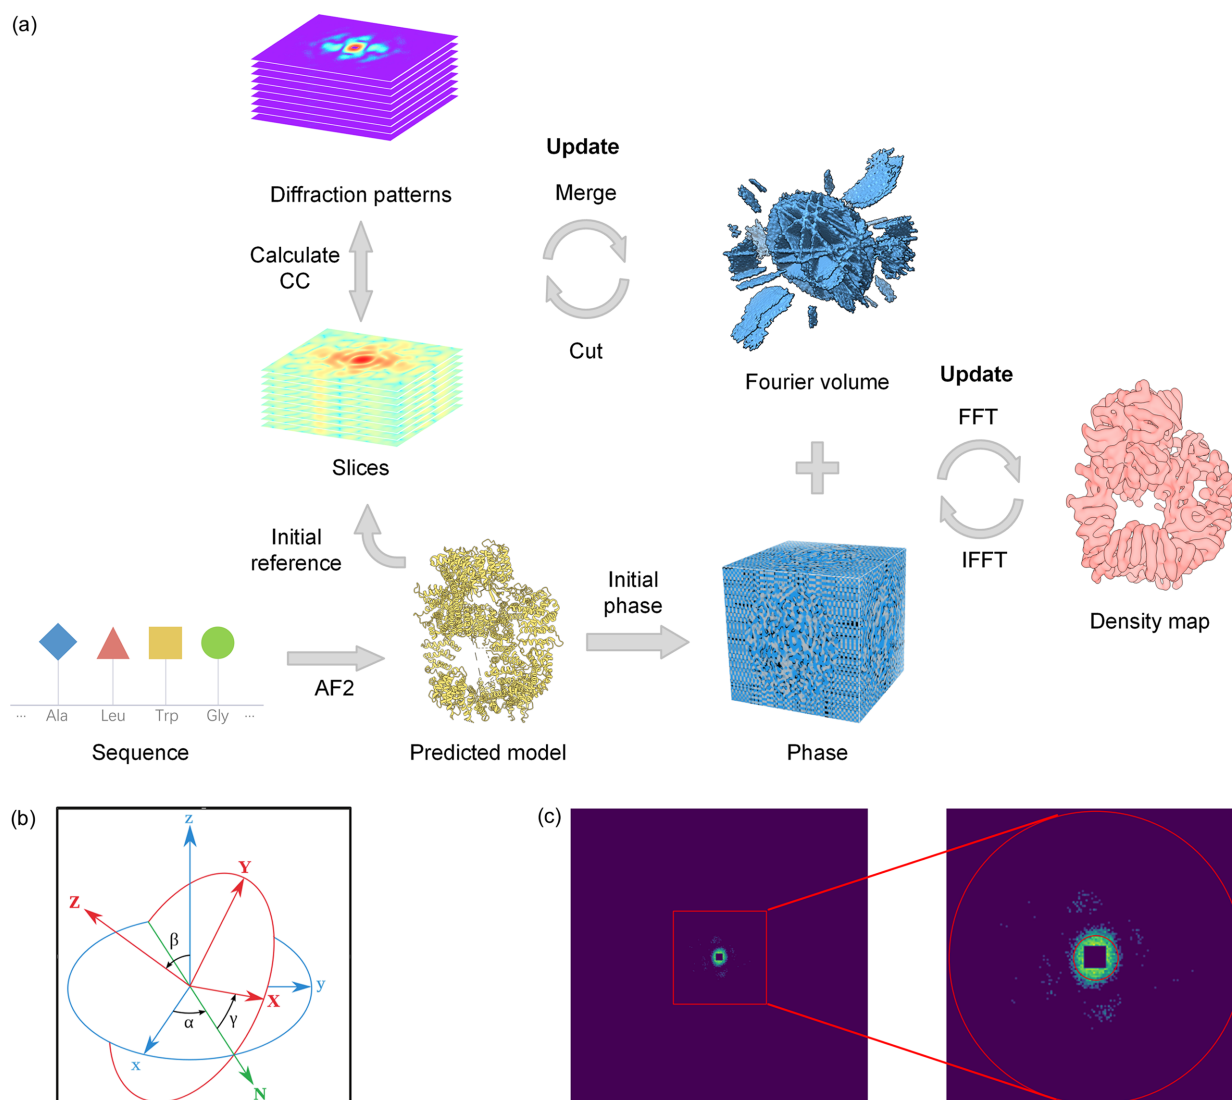 (a)
Diffraction patterns
Calculate
CC
Slices
Update
Merge
Cut
Fourier volume
Update
FFT
IFFT
Density map
Initial
reference
Initial
phase
AF2
... Ala Leu Trp Gly ...
Sequence
Predicted model
Phase
(b)
z
Y
Z
β
y
X
α
γ
x
N
(c)